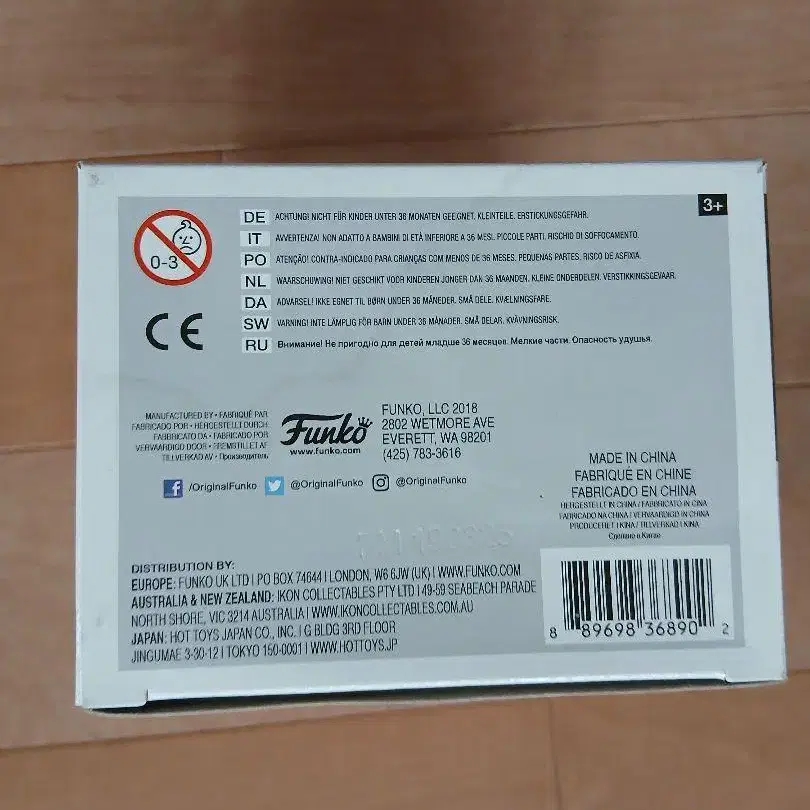 3+
0-3
DE ACHTUNG! NICHT FÜR KINDER UNTER 36 MONATEN GEEIGNET. KLEINTEILE. ERSTICKUNGSGEFAHR.
IT AVVERTENZA! NON ADATTO A BAMBINI DI ETÀ INFERIORE A 36 MESI. PICCOLE PARTI. RISCHIO DI SOFFOCAMENTO.
PO ATENÇÃO! CONTRA-INDICADO PARA CRIANÇAS COM MENOS DE 36 MESES. PEQUENAS PARTES. RISCO DE ASFIXIA.
NL WAARSCHUWING! NIET GESCHIKT VOOR KINDEREN JONGER DAN 36 MAANDEN. KLEINE ONDERDELEN. VERSTIKKINGSGEVAAR.
DA ADVARSEL! IKKE EGNET TIL BØRN UNDER 36 MÅNEDER. SMÅ DELE. KVÆLNINGSFARE.
SW VARNING! INTE LÄMPLIG FÖR BARN UNDER 36 MÅNADER. SMÅ DELAR. KVÄVNINGSRISK.
RU Внимание! Не пригодно для детей младше 36 месяцев. Мелкие части. Опасность удушья.
CE
MANUFACTURED BY • FABRIQUÉ PAR
FABRICADO POR • HERGESTELLT DURCH
FABBRICATO DA • FABRICADO POR
VERVAARDIGD DOOR • FREMSTILLET AF
TILLVERKAD AV • Производитель
Funko
www.funko.com
FUNKO, LLC 2018
2802 WETMORE AVE
EVERETT, WA 98201
(425) 783-3616
/OriginalFunko @OriginalFunko @OriginalFunko
MADE IN CHINA
FABRIQUÉ EN CHINE
FABRICADO EN CHINA
HERGESTELLT IN CHINA / FABBRICATO IN CINA
FABRICADO NA CHINA / VERVAARDIGD IN CHINA
PRODUCERET I KINA / TILLVERKAD I KINA
Сделано в Китае
DISTRIBUTION BY:
EUROPE: FUNKO UK LTD | PO BOX 74644 | LONDON, W6 6JW (UK) | WWW.FUNKO.COM
AUSTRALIA & NEW ZEALAND: IKON COLLECTABLES PTY LTD | 49-59 SEABEACH PARADE
NORTH SHORE, VIC 3214 AUSTRALIA | WWW.IKONCOLLECTABLES.COM.AU
JAPAN: HOT TOYS JAPAN CO., INC. | G BLDG 3RD FLOOR
JINGUMAE 3-30-12 | TOKYO 150-0001 | WWW.HOTTOYS.JP
8 89698 36890 2